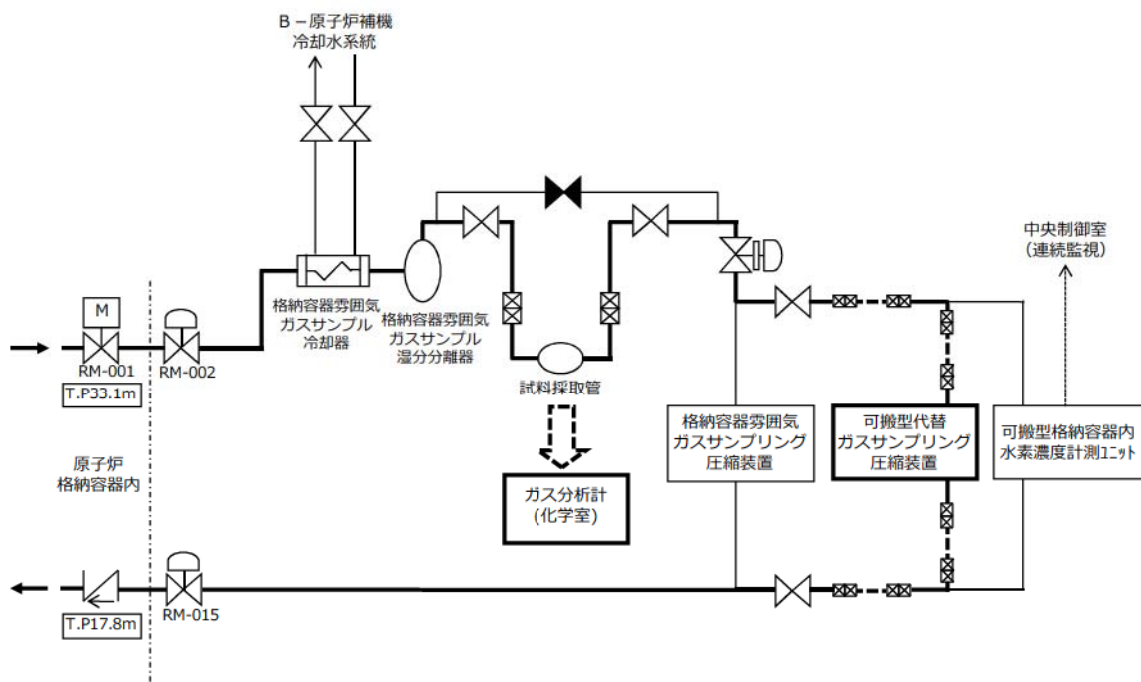 B－原子炉補機
冷却水系統
中央制御室
（連続監視）
M
RM-001
T.P33.1m
RM-002
格納容器雰囲気
ガスサンプル
冷却器
格納容器雰囲気
ガスサンプル
湿分分離器
試料採取管
原子炉
格納容器内
ガス分析計
(化学室)
格納容器雰囲気
ガスサンプリング
圧縮装置
可搬型代替
ガスサンプリング
圧縮装置
可搬型格納容器内
水素濃度計測ﾕﾆｯﾄ
RM-015
T.P17.8m